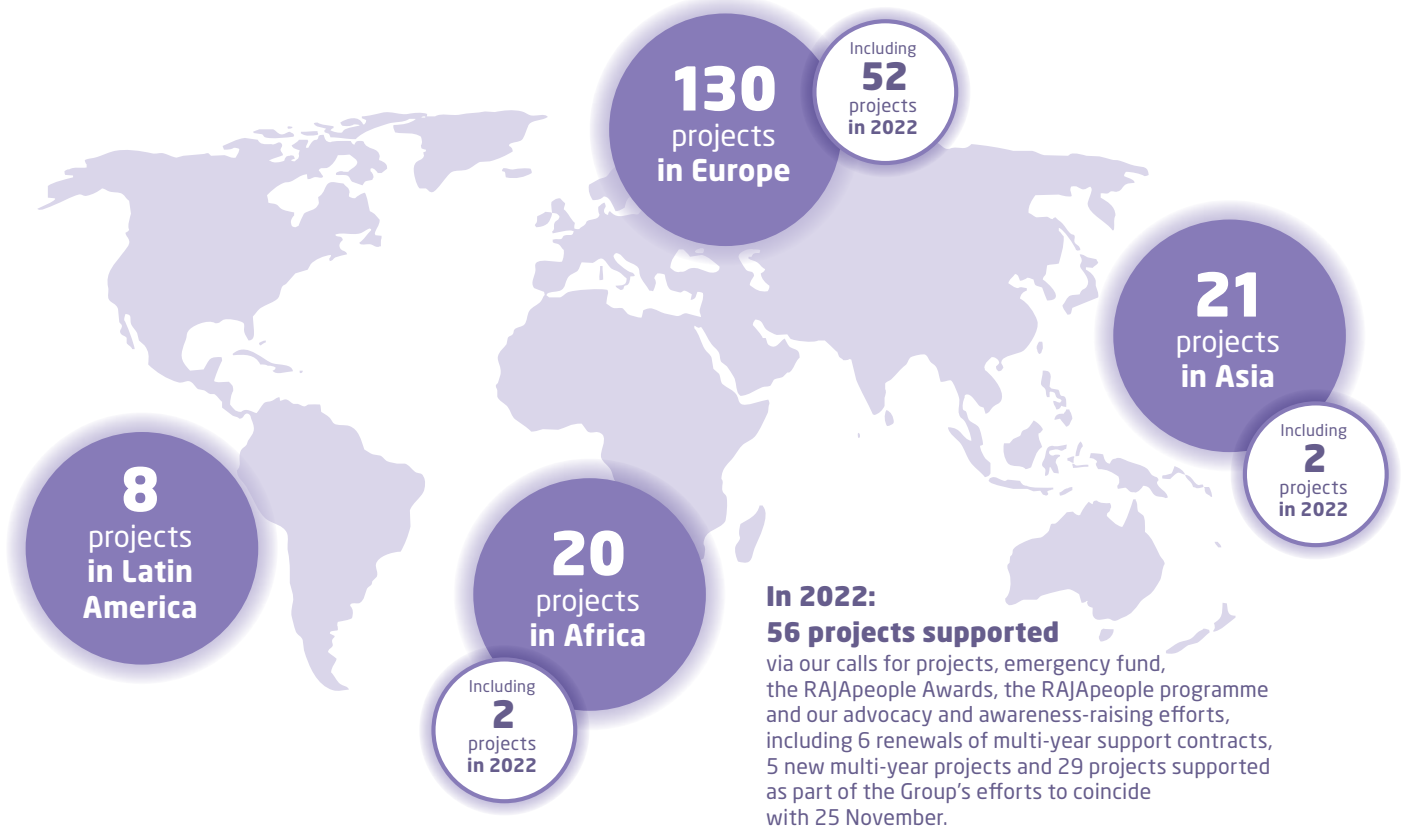 130
projects
in Europe
Including
52
projects
in 2022
21
projects
in Asia
Including
2
projects
in 2022
8
projects
in Latin
America
20
projects
in Africa
Including
2
projects
in 2022
In 2022:
56 projects supported
via our calls for projects, emergency fund,
the RAJApeople Awards, the RAJApeople programme
and our advocacy and awareness-raising efforts,
including 6 renewals of multi-year support contracts,
5 new multi-year projects and 29 projects supported
as part of the Group's efforts to coincide
with 25 November.